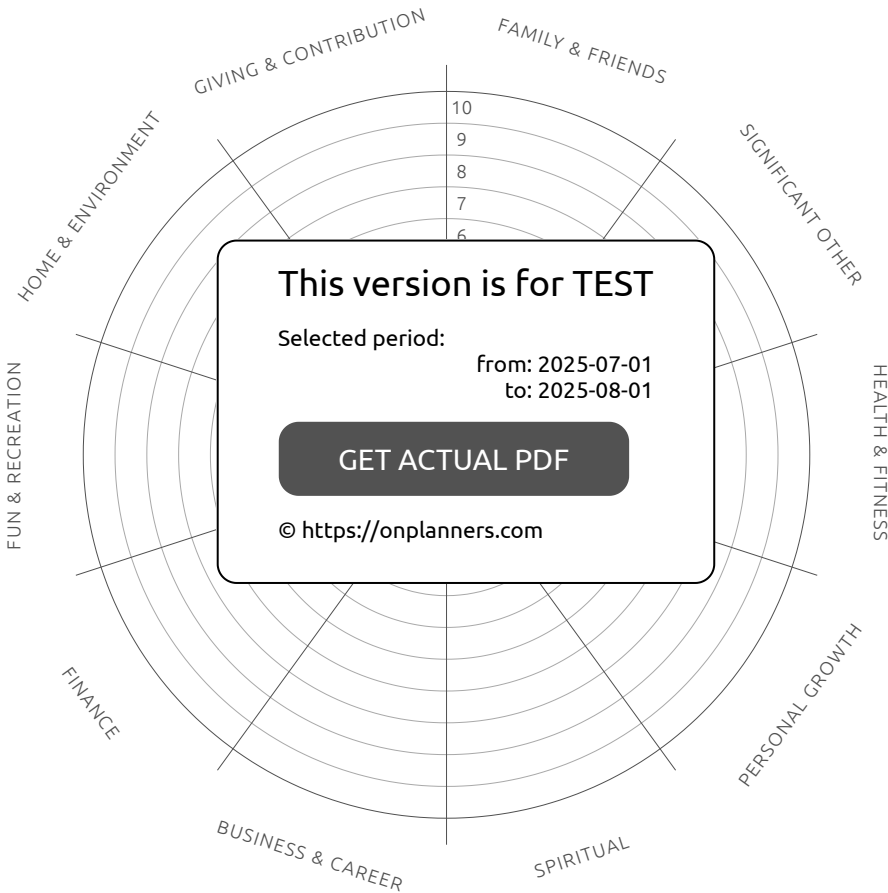 GIVING & CONTRIBUTION
FAMILY & FRIENDS
SIGNIFICANT OTHER
HEALTH & FITNESS
PERSONAL GROWTH
SPIRITUAL
BUSINESS & CAREER
FINANCE
FUN & RECREATION
HOME & ENVIRONMENT
10
9
8
7
6
This version is for TEST
Selected period:
from: 2025-07-01
to: 2025-08-01
GET ACTUAL PDF
© https://onplanners.com